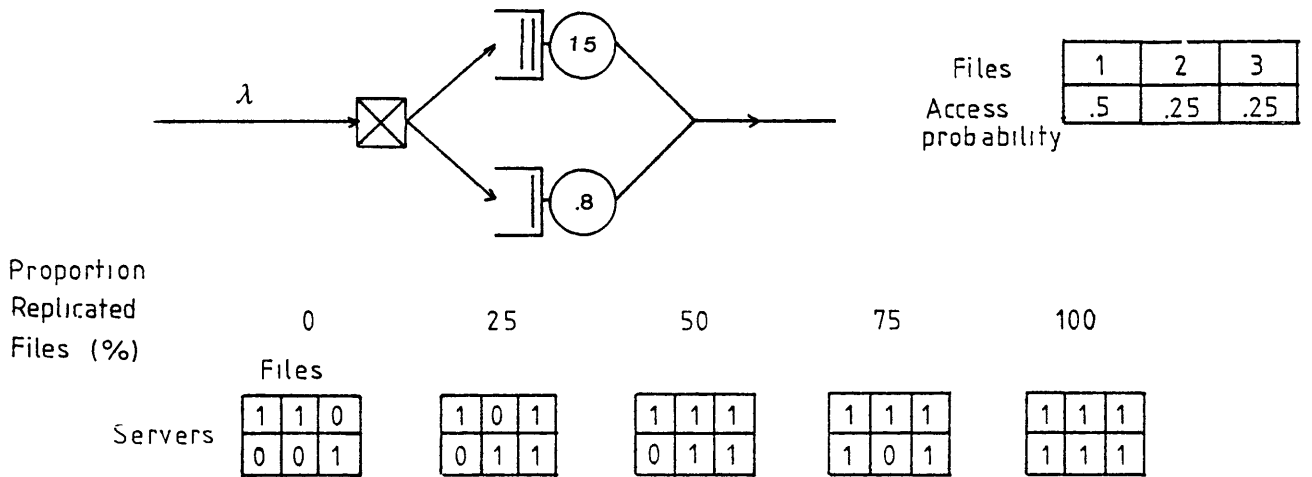 λ
15
.8
Files 1 2 3
Access probability .5 .25 .25
Proportion
Replicated
Files (%)
0 25 50 75 100
Files
Servers
1 1 0
0 0 1
1 0 1
0 1 1
1 1 1
0 1 1
1 1 1
1 0 1
1 1 1
1 1 1